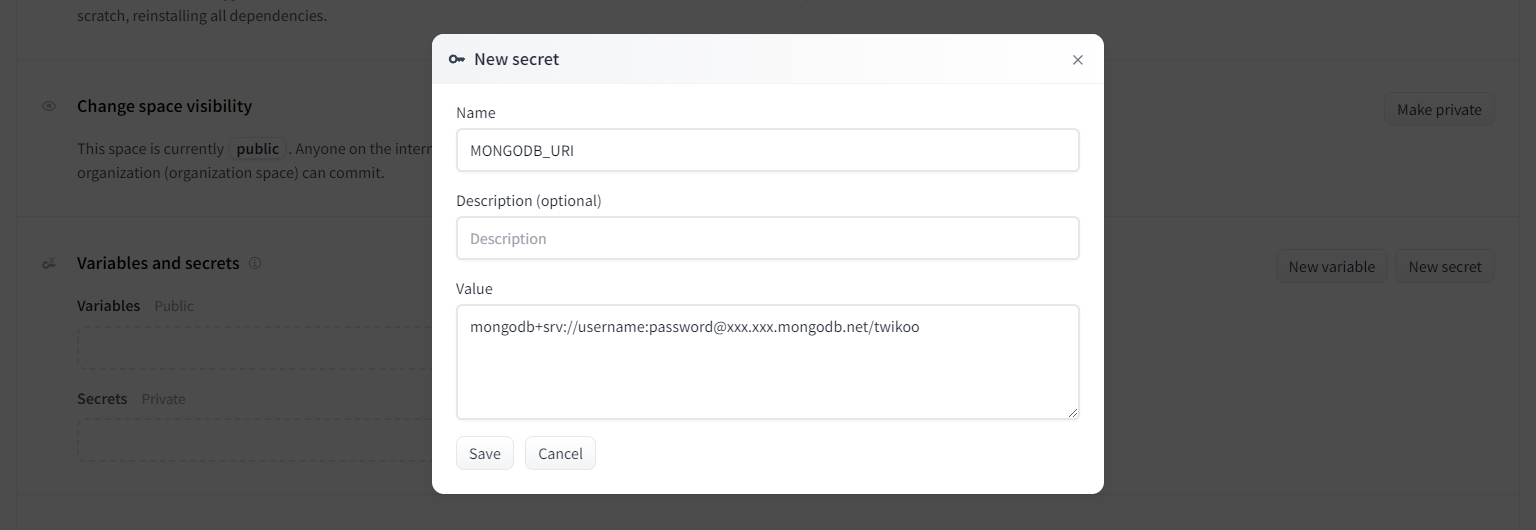 scratch, reinstalling all dependencies.
New secret
Name
MONGODB_URI
Description (optional)
Description
Value
mongodb+srv://username:password@xxx.xxx.mongodb.net/twikoo
Save Cancel
Change space visibility
Make private
This space is currently public . Anyone on the intern
organization (organization space) can commit.
Variables and secrets
New variable New secret
Variables Public
Secrets Private